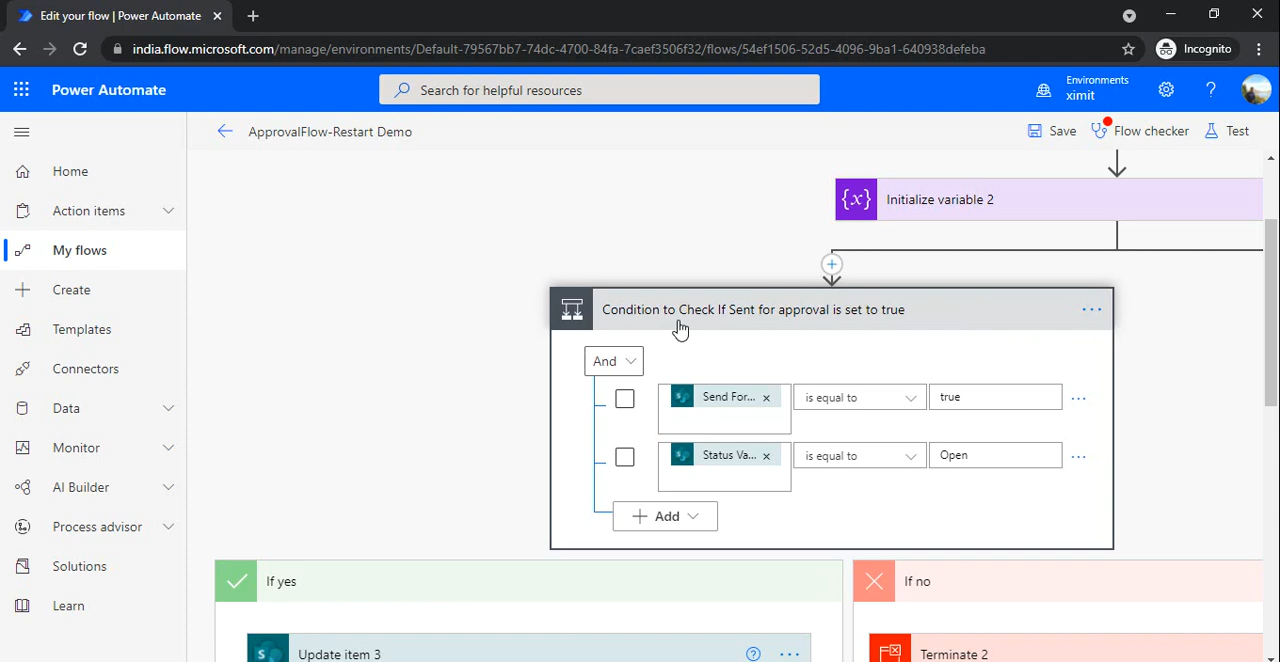 Edit your flow | Power Automate
india.flow.microsoft.com/manage/environments/Default-79567bb7-74dc-4700-84fa-7caef3506f32/flows/54ef1506-52d5-4096-9ba1-640938defeba
Incognito
Power Automate
Search for helpful resources
Environments
ximit
?
ApprovalFlow-Restart Demo
Save
Flow checker
Test
Home
Action items
My flows
Create
Templates
Connectors
Data
Monitor
AI Builder
Process advisor
Solutions
Learn
{x}
Initialize variable 2
Condition to Check If Sent for approval is set to true
And
Send For...
is equal to
true
Status Va...
is equal to
Open
Add
If yes
If no
S
Update item 3
?
Terminate 2